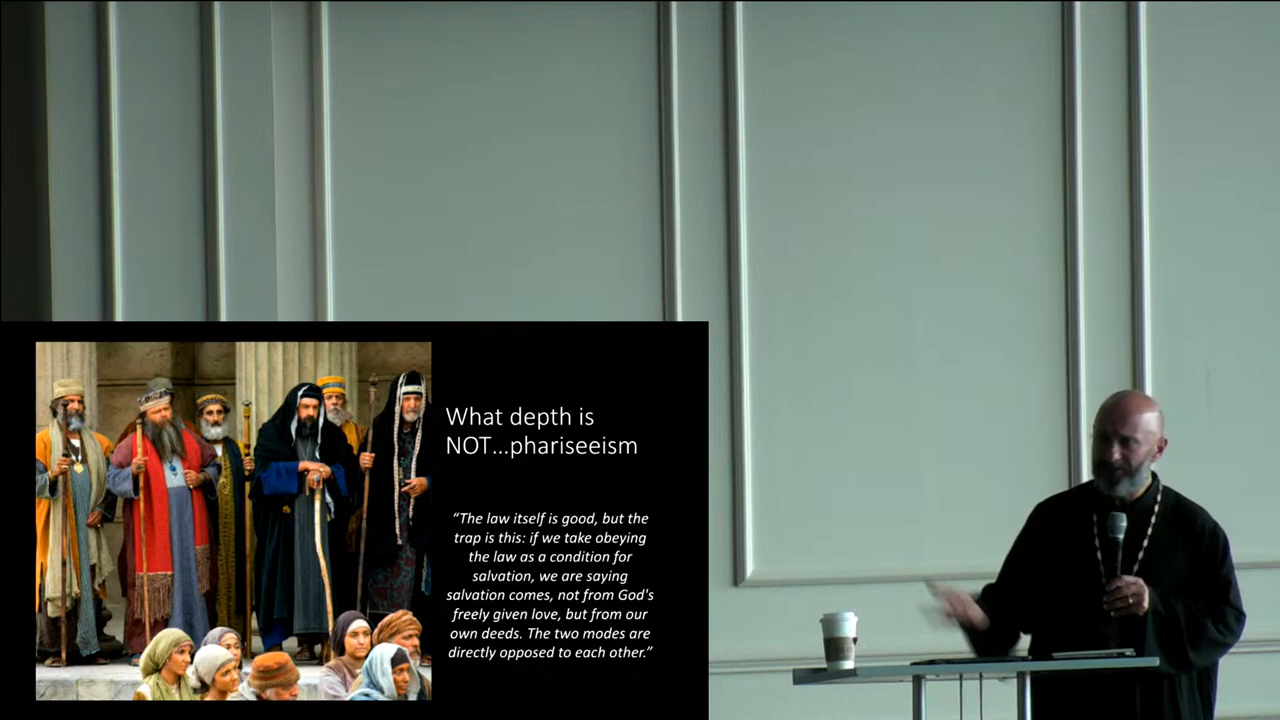 What depth is
NOT...phariseeism
“The law itself is good, but the
trap is this: if we take obeying
the law as a condition for
salvation, we are saying
salvation comes, not from God's
freely given love, but from our
own deeds. The two modes are
directly opposed to each other.”